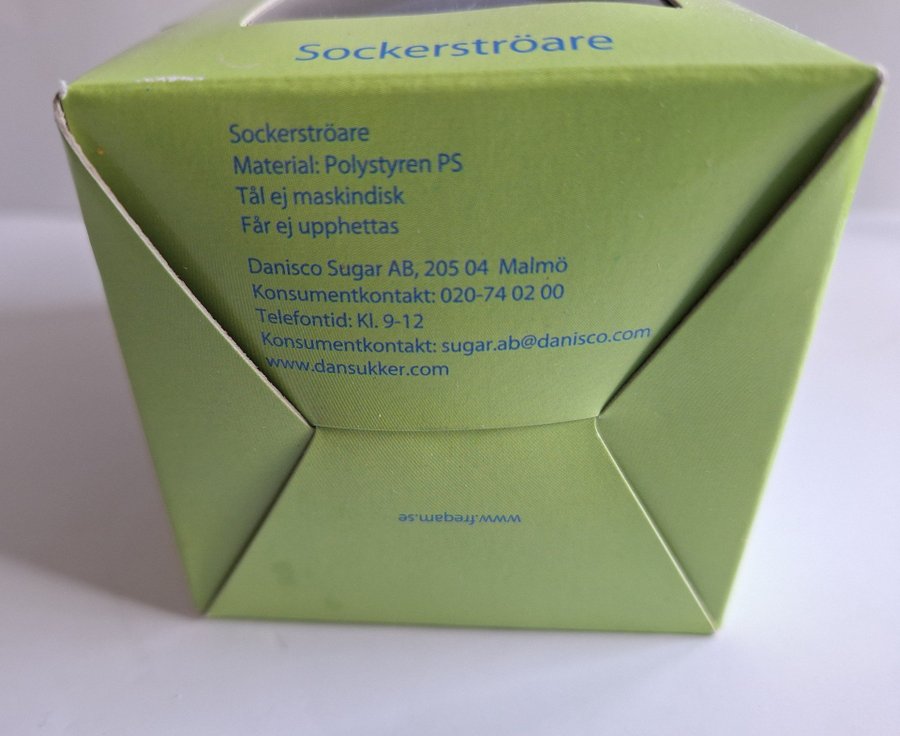 Sockerströare
Sockerströare
Material: Polystyren PS
Tål ej maskindisk
Får ej upphettas
Danisco Sugar AB, 205 04 Malmö
Konsumentkontakt: 020-74 02 00
Telefontid: Kl. 9-12
Konsumentkontakt: sugar.ab@danisco.com
www.dansukker.com
www.fregam.se